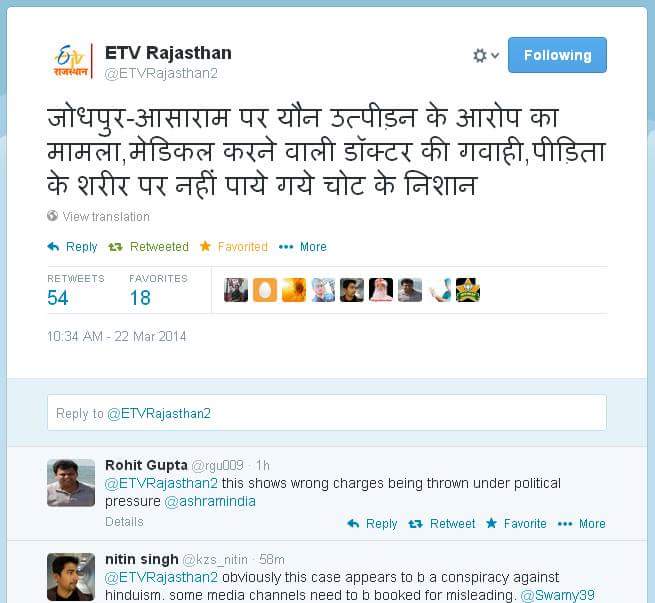 ETV Rajasthan
@ETVRajasthan2
Following
राजस्थान
जोधपुर-आसाराम पर यौन उत्पीड़न के आरोप का
मामला,मेडिकल करने वाली डॉक्टर की गवाही,पीड़िता
के शरीर पर नहीं पाये गये चोट के निशान
View translation
Reply Retweeted Favorited More
RETWEETS FAVORITES
54 18
10:34 AM - 22 Mar 2014
Reply to @ETVRajasthan2
Rohit Gupta @rgu009 · 1h
@ETVRajasthan2 this shows wrong charges being thrown under political
pressure @ashramindia
Details Reply Retweet Favorite More
nitin singh @kzs_nitin · 58m
@ETVRajasthan2 obviously this case appears to b a conspiracy against
hinduism. some media channels need to b booked for misleading. @Swamy39